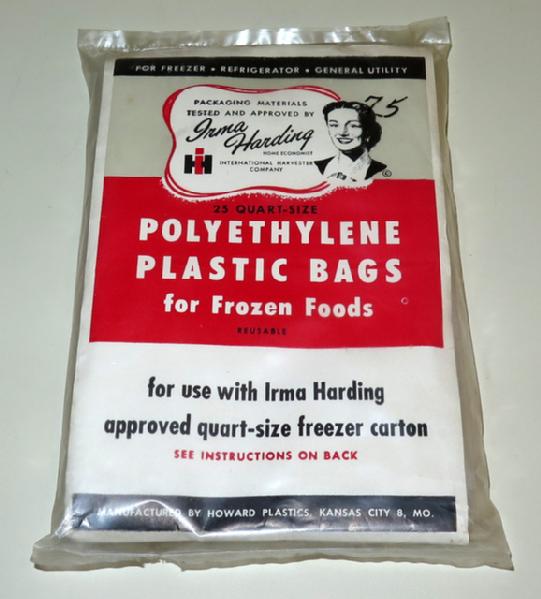 FOR FREEZER • REFRIGERATOR • GENERAL UTILITY
75
PACKAGING MATERIALS
TESTED AND APPROVED BY
Irma
Harding
HOME ECONOMIST
IH
INTERNATIONAL HARVESTER
COMPANY
©
25 QUART-SIZE
POLYETHYLENE
PLASTIC BAGS
for Frozen Foods
REUSABLE
for use with Irma Harding
approved quart-size freezer carton
SEE INSTRUCTIONS ON BACK
MANUFACTURED BY HOWARD PLASTICS, KANSAS CITY 8, MO.